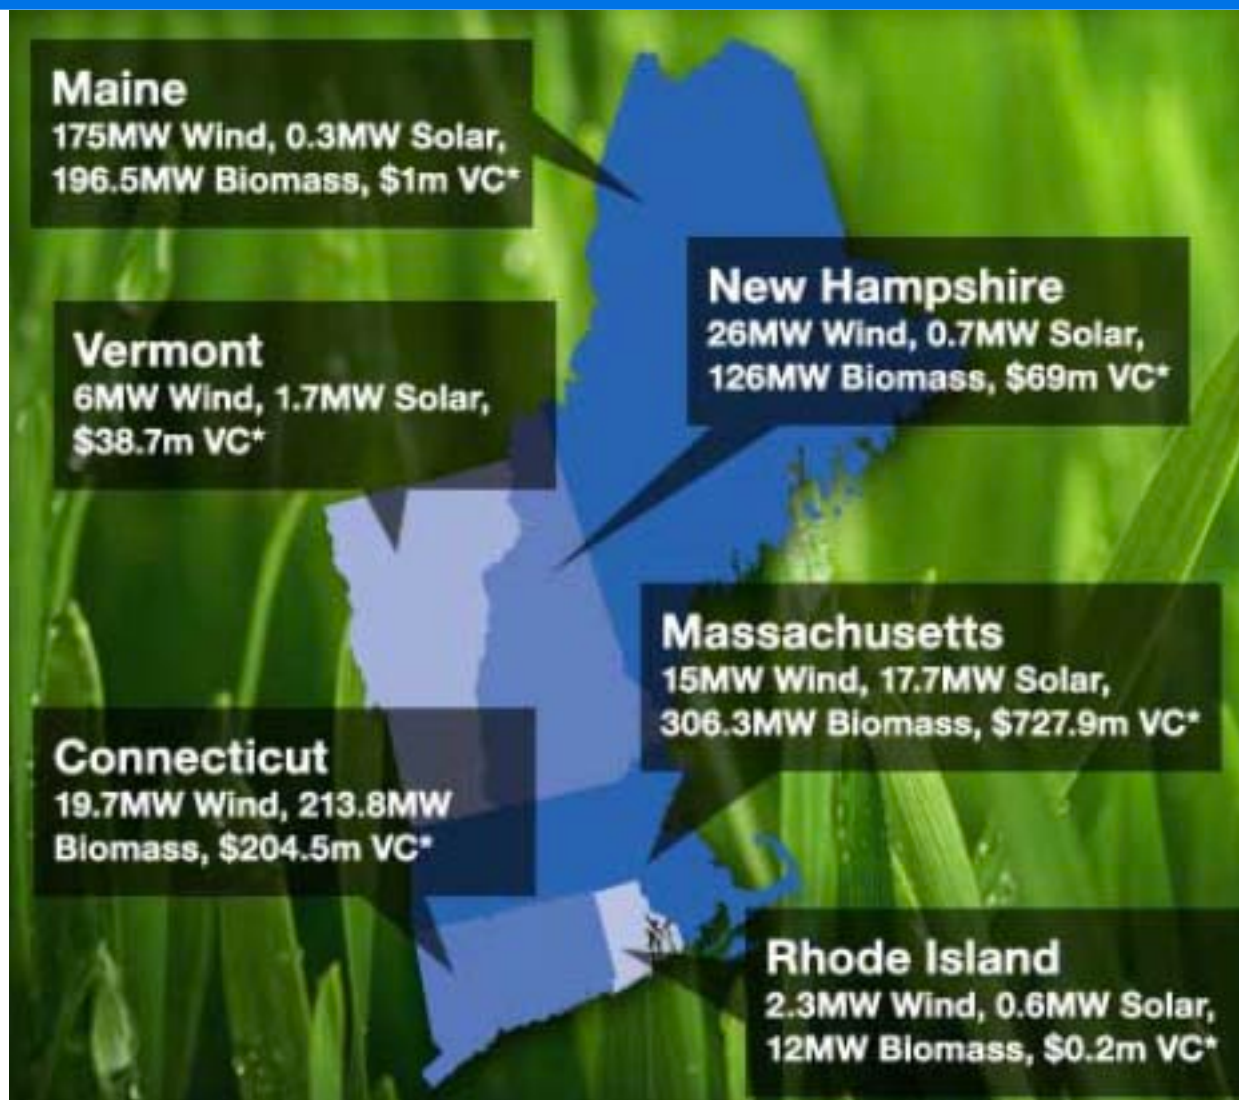 Maine
175MW Wind, 0.3MW Solar,
196.5MW Biomass, $1m VC*
New Hampshire
26MW Wind, 0.7MW Solar,
126MW Biomass, $69m VC*
Vermont
6MW Wind, 1.7MW Solar,
$38.7m VC*
Massachusetts
15MW Wind, 17.7MW Solar,
306.3MW Biomass, $727.9m VC*
Connecticut
19.7MW Wind, 213.8MW
Biomass, $204.5m VC*
Rhode Island
2.3MW Wind, 0.6MW Solar,
12MW Biomass, $0.2m VC*